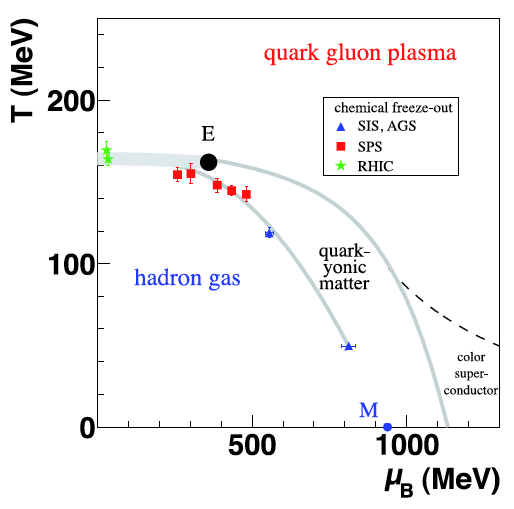 T (MeV)
quark gluon plasma
200
chemical freeze-out
SIS, AGS
SPS
RHIC
E
100
quark-
yonic
matter
hadron gas
color
super-
conductor
M
0
500
1000
μB (MeV)